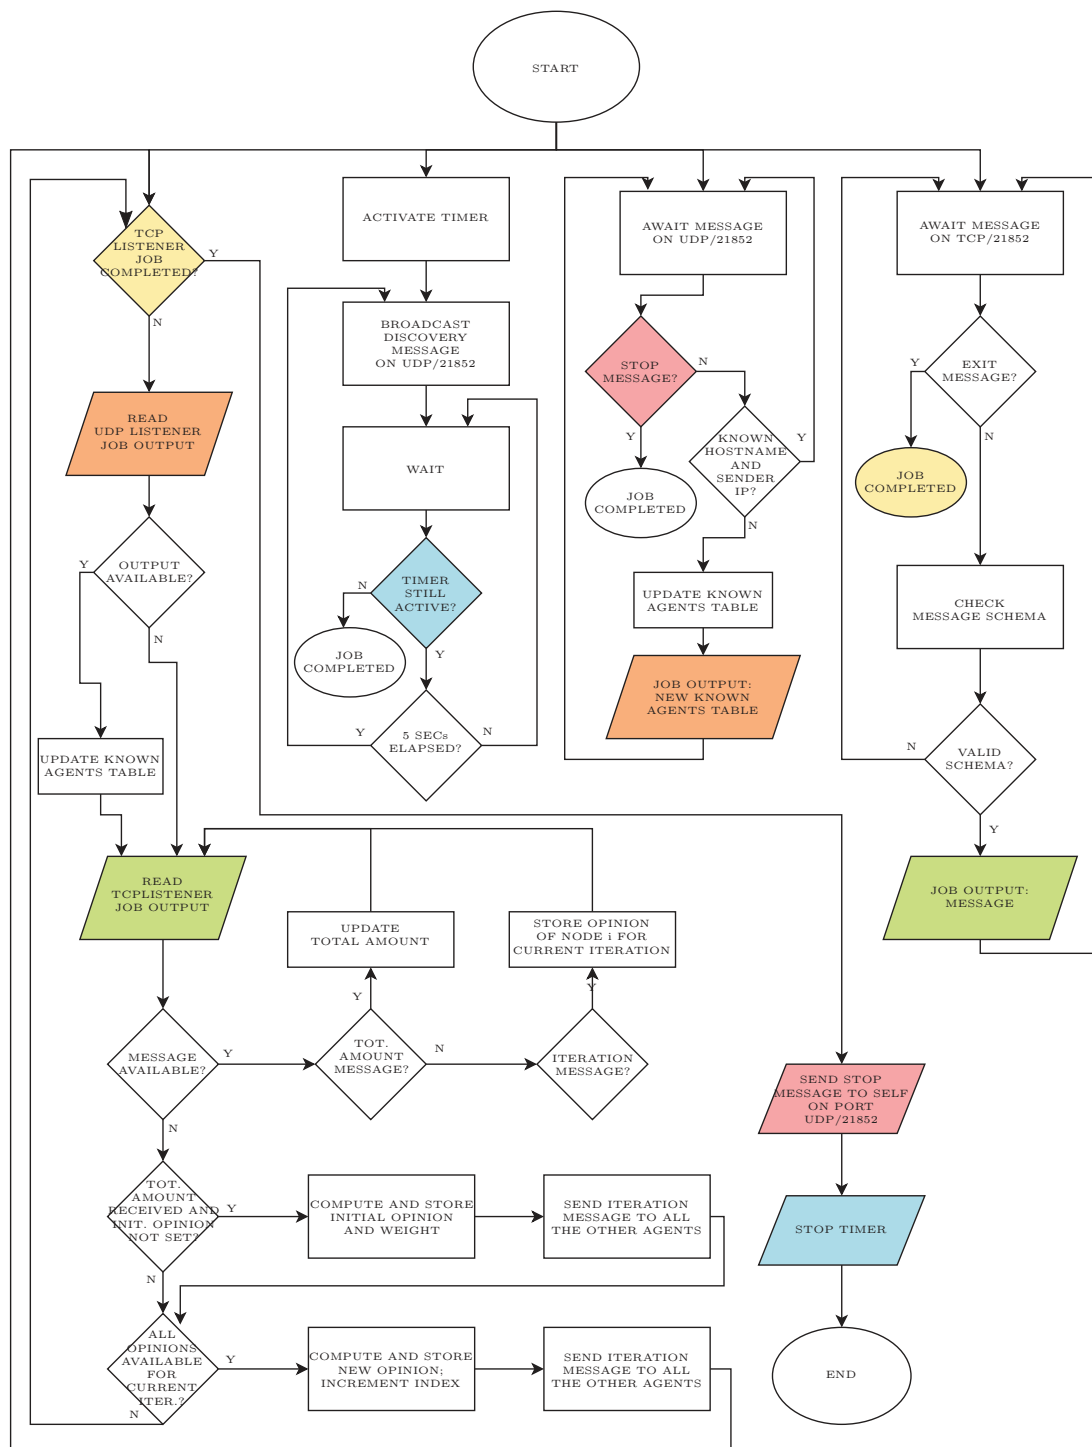 START
TCP
LISTENER
JOB
COMPLETED?
Y
N
READ
UDP LISTENER
JOB OUTPUT
OUTPUT
AVAILABLE?
Y
N
UPDATE KNOWN
AGENTS TABLE
READ
TCPLISTENER
JOB OUTPUT
MESSAGE
AVAILABLE?
Y
N
TOT.
AMOUNT
MESSAGE?
Y
N
UPDATE
TOTAL AMOUNT
ITERATION
MESSAGE?
Y
STORE OPINION
OF NODE i FOR
CURRENT ITERATION
TOT.
AMOUNT
RECEIVED AND
INIT. OPINION
NOT SET?
Y
N
COMPUTE AND STORE
INITIAL OPINION
AND WEIGHT
SEND ITERATION
MESSAGE TO ALL
THE OTHER AGENTS
ALL
OPINIONS
AVAILABLE
FOR
CURRENT
ITER.?
Y
N
COMPUTE AND STORE
NEW OPINION;
INCREMENT INDEX
SEND ITERATION
MESSAGE TO ALL
THE OTHER AGENTS
ACTIVATE TIMER
BROADCAST
DISCOVERY
MESSAGE
ON UDP/21852
WAIT
TIMER
STILL
ACTIVE?
N
Y
JOB
COMPLETED
5 SECs
ELAPSED?
Y
N
AWAIT MESSAGE
ON UDP/21852
STOP
MESSAGE?
N
Y
JOB
COMPLETED
KNOWN
HOSTNAME
AND
SENDER
IP?
Y
N
UPDATE KNOWN
AGENTS TABLE
JOB OUTPUT:
NEW KNOWN
AGENTS TABLE
AWAIT MESSAGE
ON TCP/21852
EXIT
MESSAGE?
Y
N
JOB
COMPLETED
CHECK
MESSAGE SCHEMA
VALID
SCHEMA?
N
Y
JOB OUTPUT:
MESSAGE
SEND STOP
MESSAGE TO SELF
ON PORT
UDP/21852
STOP TIMER
END